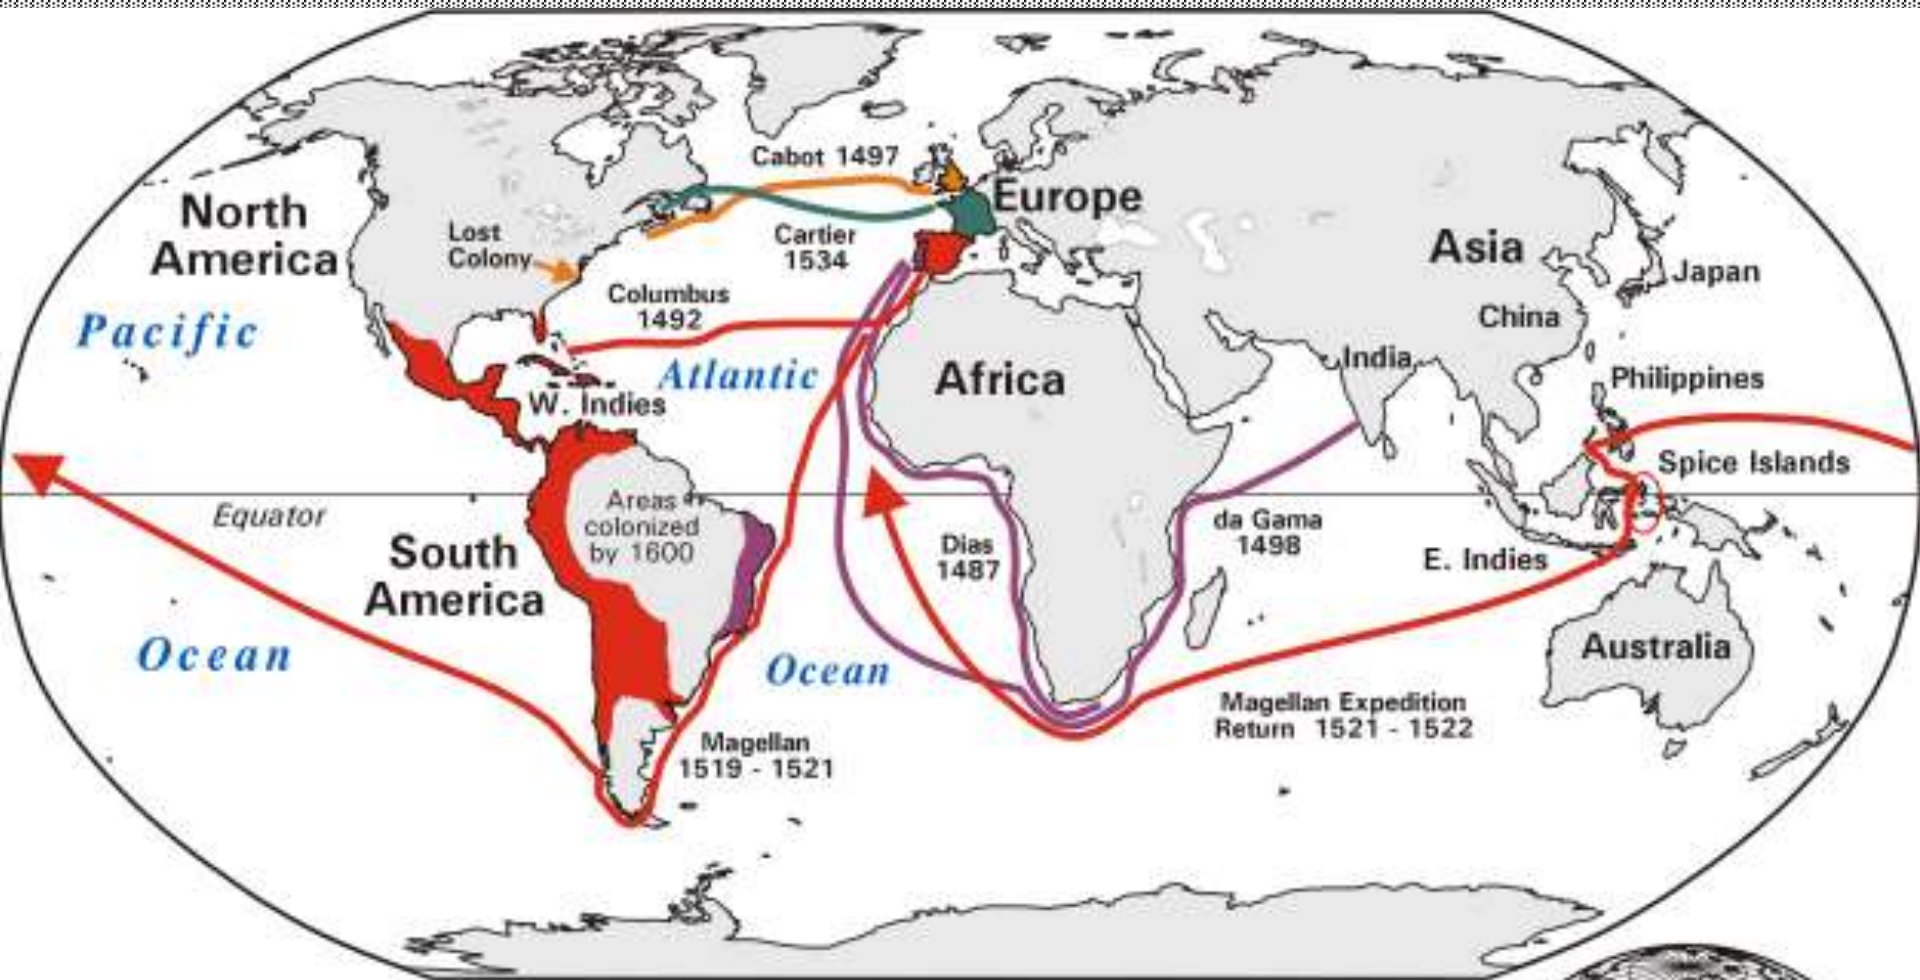 Cabot 1497
North
America
Europe
Lost
Colony
Cartier
1534
Asia
Japan
Columbus
1492
Pacific
China
India
Atlantic
Africa
Philippines
W. Indies
Spice Islands
Equator
Areas
colonized
by 1600
da Gama
1498
Dias
1487
South
America
E. Indies
Ocean
Ocean
Australia
Magellan Expedition
Return 1521 - 1522
Magellan
1519 - 1521